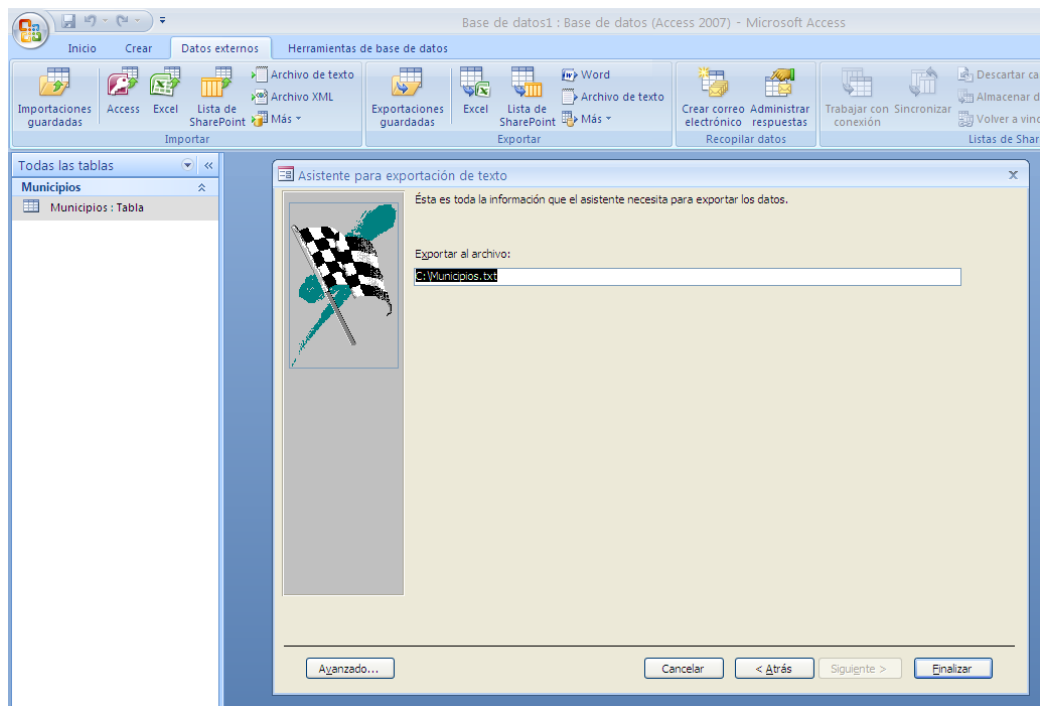 Base de datos1 : Base de datos (Access 2007) - Microsoft Access
Inicio Crear Datos externos Herramientas de base de datos
Importaciones guardadas
Access
Excel
Lista de SharePoint
Archivo de texto
Archivo XML
Más
Importar
Exportaciones guardadas
Excel
Lista de SharePoint
Word
Archivo de texto
Más
Exportar
Crear correo electrónico
Administrar respuestas
Recopilar datos
Trabajar con conexión
Sincronizar
Descartar ca
Almacenar d
Volver a vinc
Listas de Shar
Todas las tablas
Municipios
Municipios : Tabla
Asistente para exportación de texto
Ésta es toda la información que el asistente necesita para exportar los datos.
Exportar al archivo:
C:\Municipios.txt
Avanzado...
Cancelar
< Atrás
Siguiente >
Finalizar